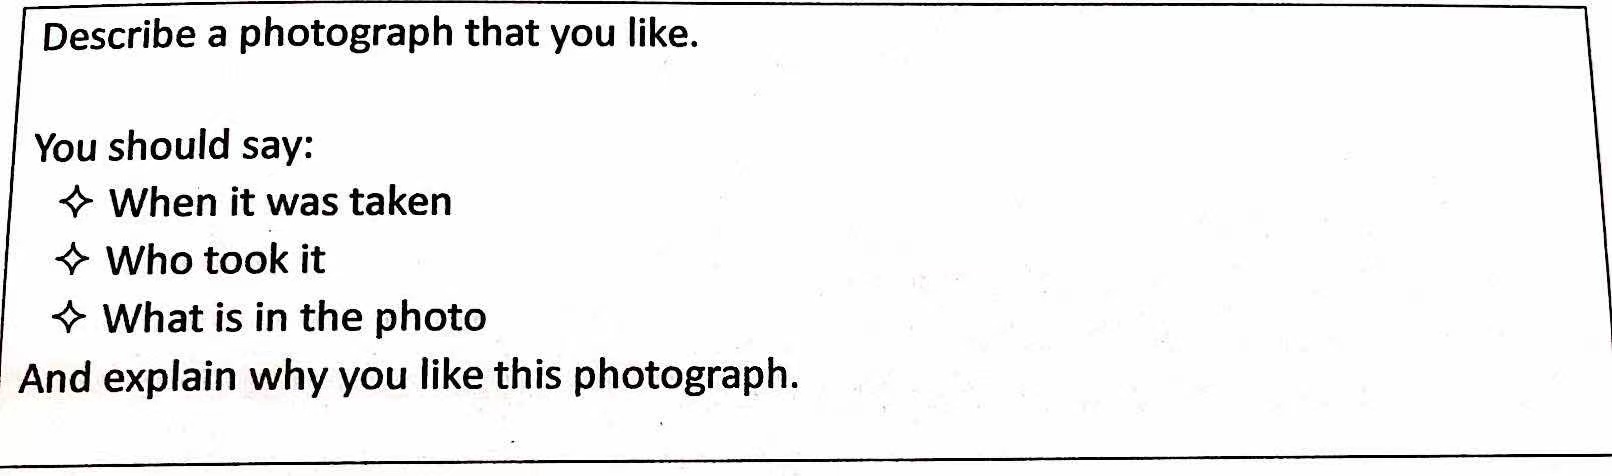 Describe a photograph that you like.
You should say:
✧ When it was taken
✧ Who took it
✧ What is in the photo
And explain why you like this photograph.